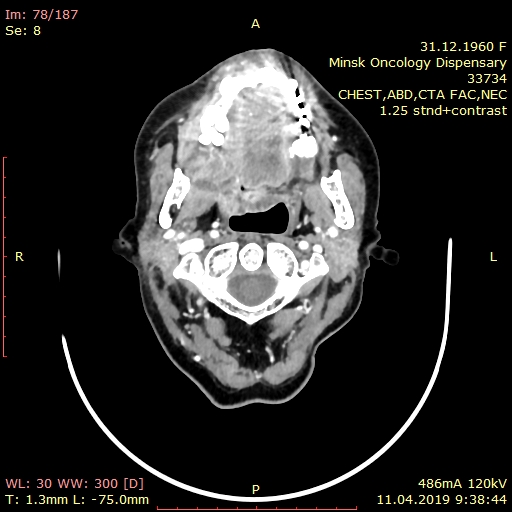 Im: 78/187
Se: 8
A
31.12.1960 F
Minsk Oncology Dispensary
33734
CHEST,ABD,CTA FAC,NEC
1.25 stnd+contrast
R
L
WL: 30 WW: 300 [D]
T: 1.3mm L: -75.0mm
P
486mA 120kV
11.04.2019 9:38:44